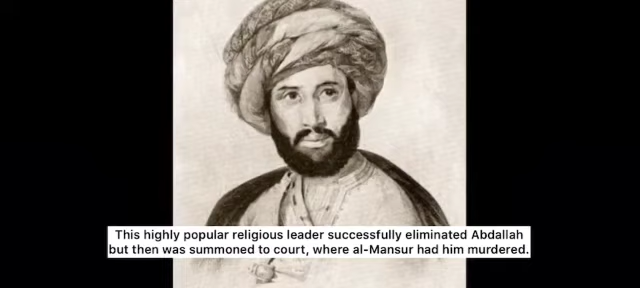 This highly popular religious leader successfully eliminated Abdallah
but then was summoned to court, where al-Mansur had him murdered.